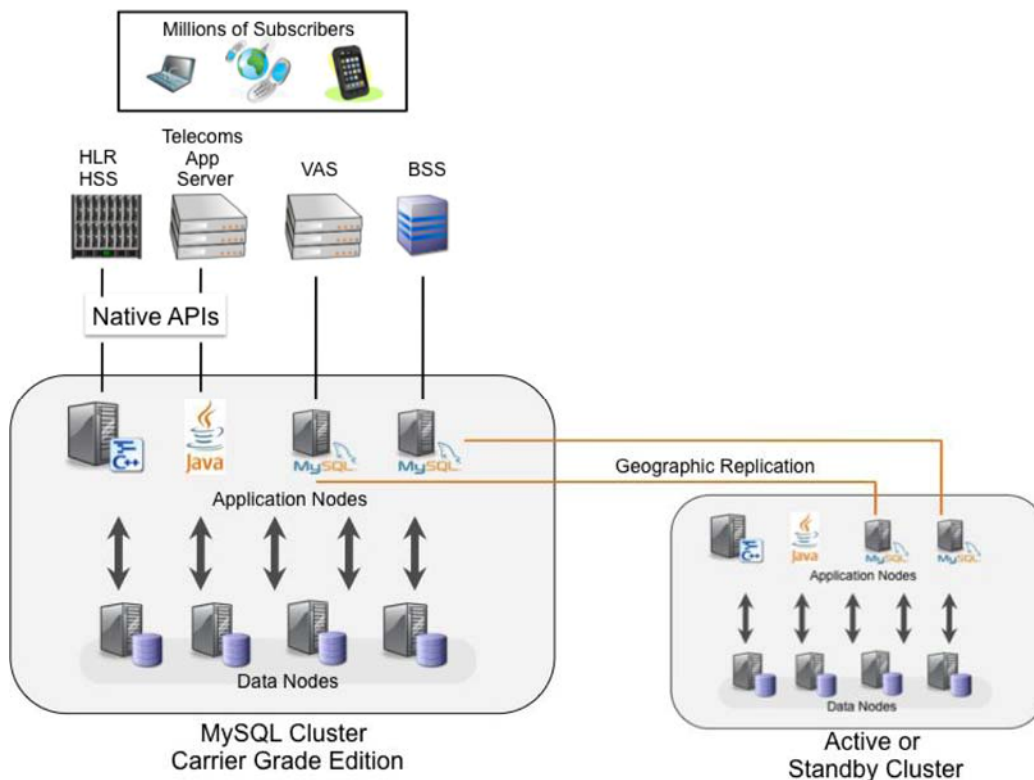 Millions of Subscribers
HLR
HSS
Telecoms
App
Server
VAS
BSS
Native APIs
C++
Java
MySQL
MySQL
Application Nodes
Geographic Replication
Data Nodes
MySQL Cluster
Carrier Grade Edition
C++
Java
MySQL
MySQL
Application Nodes
Data Nodes
Active or
Standby Cluster